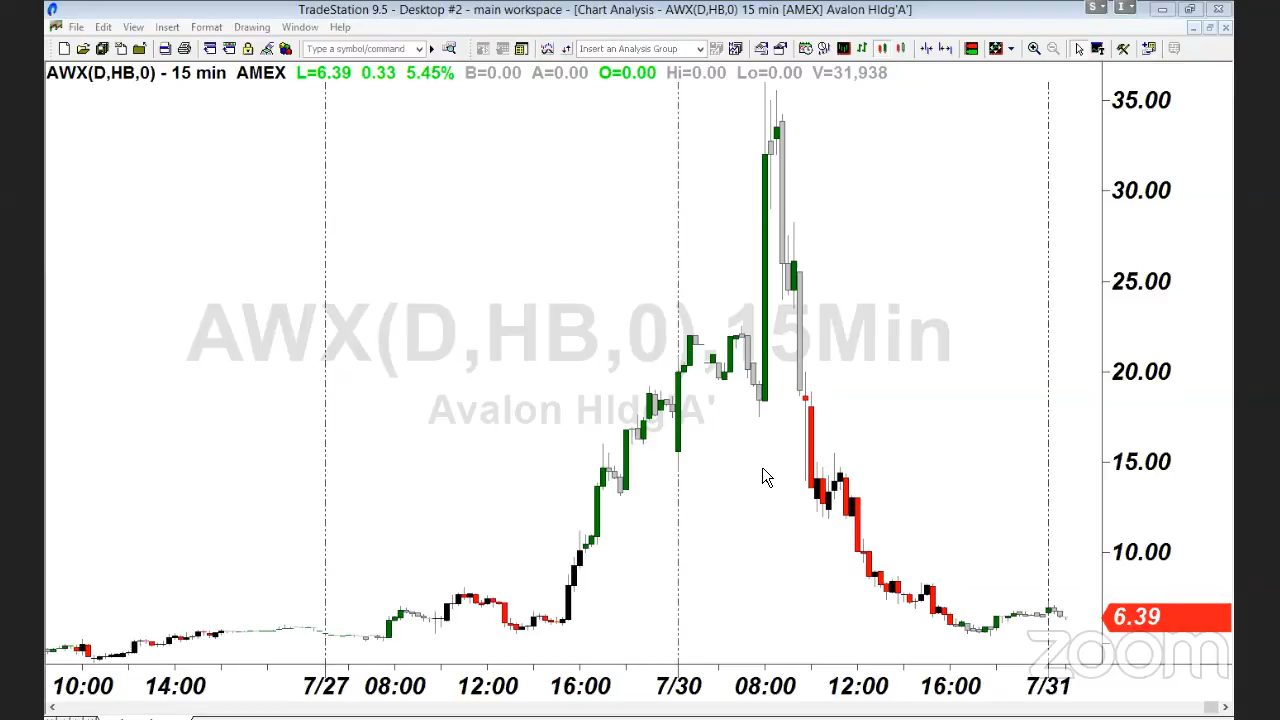 TradeStation 9.5 - Desktop #2 - main workspace - [Chart Analysis - AWX(D,HB,0) 15 min [AMEX] Avalon Hldg'A']
File Edit View Insert Format Drawing Window Help
Type a symbol/command
Insert an Analysis Group
AWX(D,HB,0) - 15 min AMEX L=6.39 0.33 5.45% B=0.00 A=0.00 O=0.00 Hi=0.00 Lo=0.00 V=31,938
35.00
30.00
25.00
AWX(D,HB,0),15Min
20.00
Avalon Hldg'A'
15.00
10.00
6.39
zoom
10:00 14:00 7/27 08:00 12:00 16:00 7/30 08:00 12:00 16:00 7/31